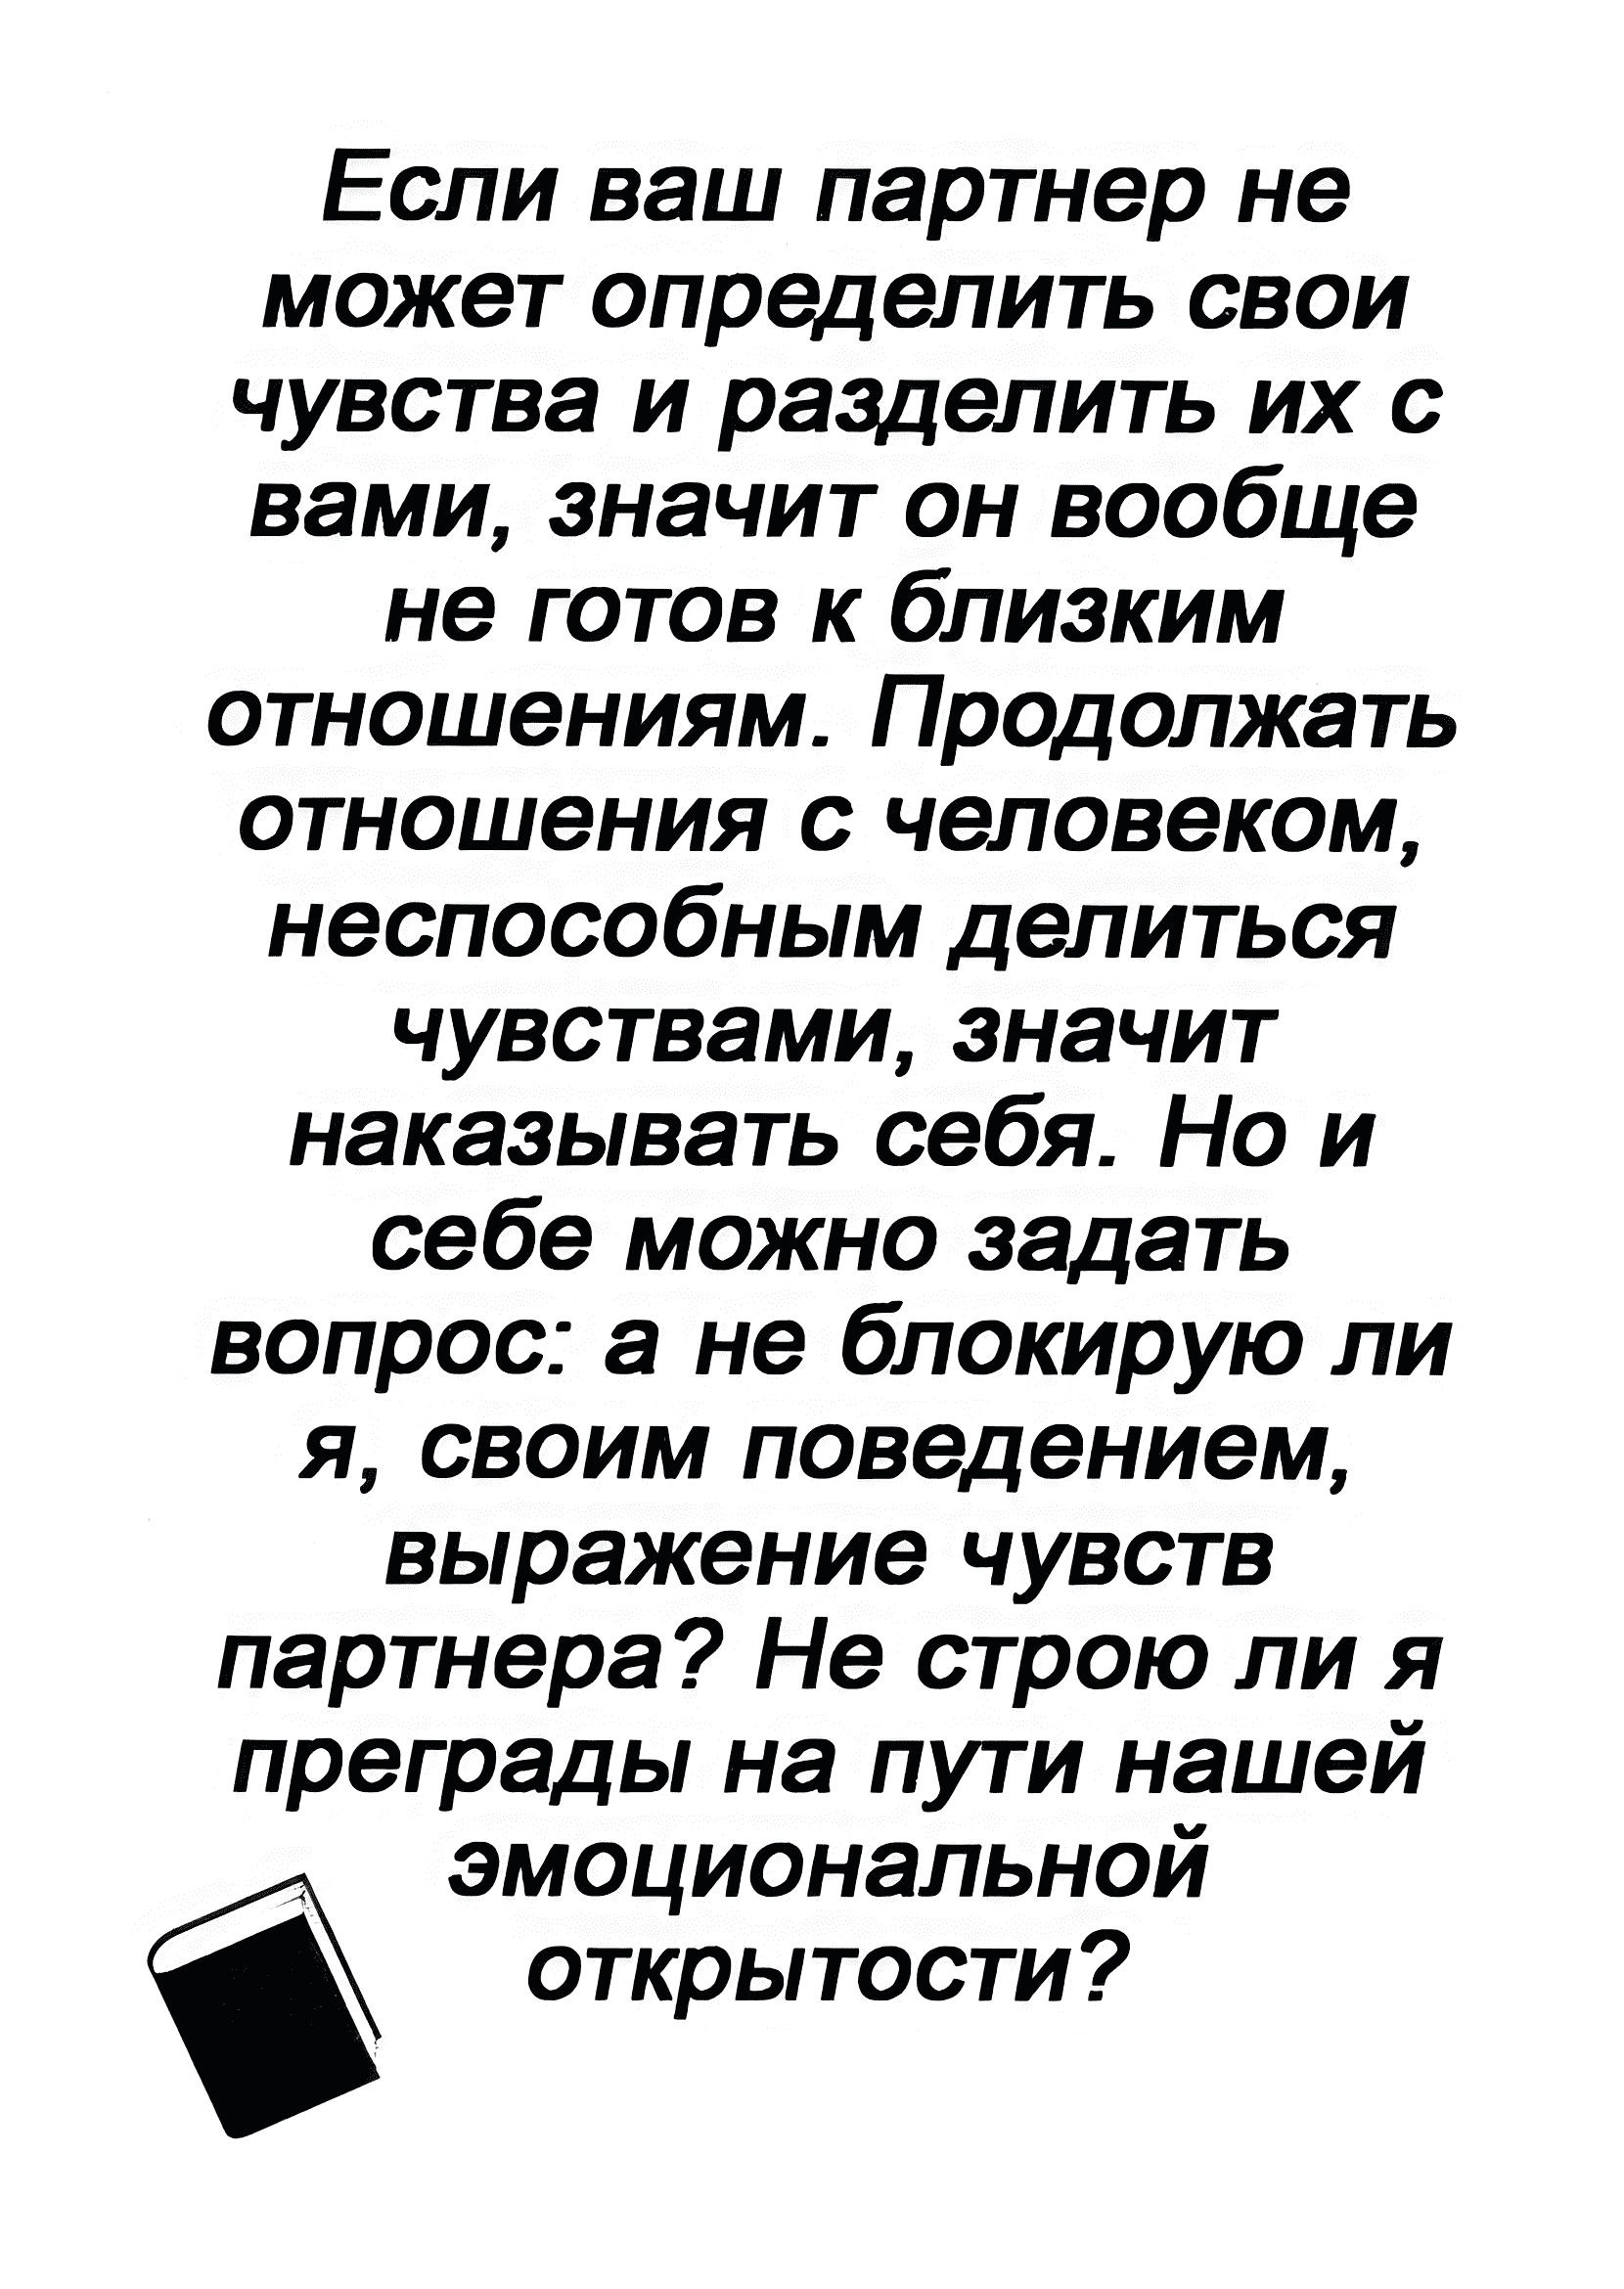 Если ваш партнер не
может определить свои
чувства и разделить их с
вами, значит он вообще
не готов к близким
отношениям. Продолжать
отношения с человеком,
неспособным делиться
чувствами, значит
наказывать себя. Но и
себе можно задать
вопрос: а не блокирую ли
я, своим поведением,
выражение чувств
партнера? Не строю ли я
преграды на пути нашей
эмоциональной
открытости?